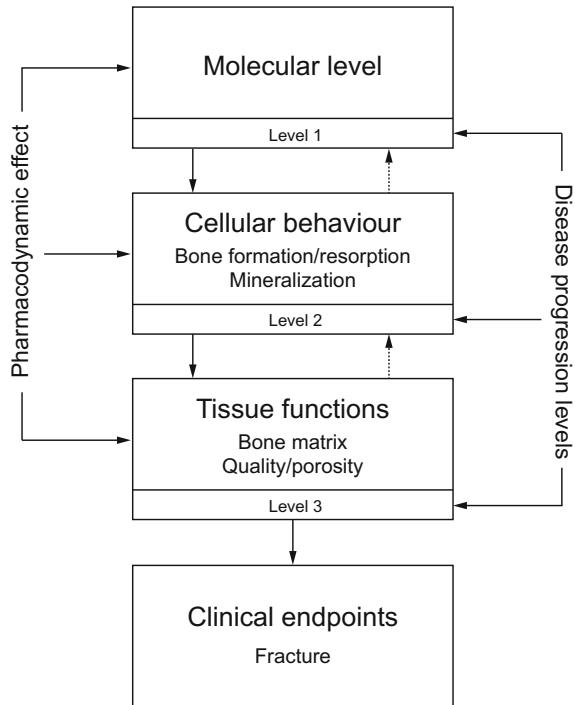 Molecular level
Level 1
Cellular behaviour
Bone formation/resorption
Mineralization
Level 2
Tissue functions
Bone matrix
Quality/porosity
Level 3
Clinical endpoints
Fracture
Pharmacodynamic effect
Disease progression levels